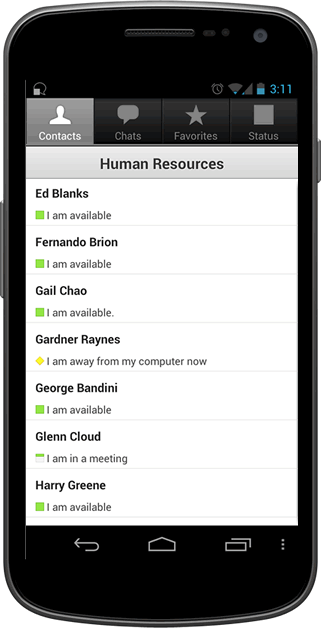 3:11
Contacts
Chats
Favorites
Status
Human Resources
Ed Blanks
I am available
Fernando Brion
I am available
Gail Chao
I am available.
Gardner Raynes
I am away from my computer now
George Bandini
I am available
Glenn Cloud
I am in a meeting
Harry Greene
I am available